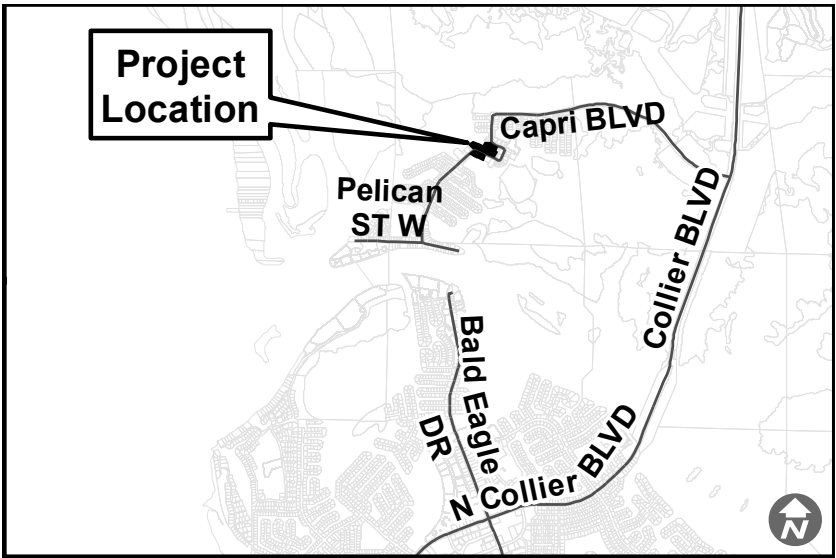 Project
Location
Capri BLVD
Pelican
ST W
Collier BLVD
Bald Eagle
DR
N Collier BLVD
N